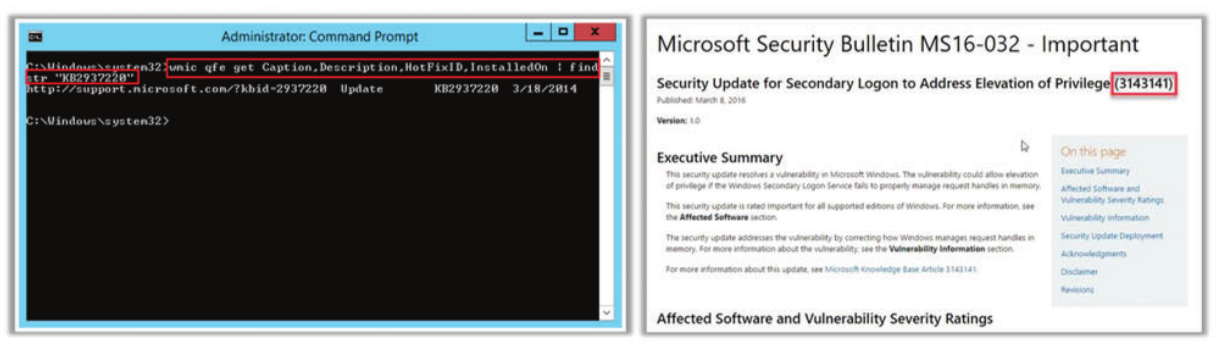 Administrator: Command Prompt
C:\Windows\system32>wmic qfe get Caption,Description,HotFixID,InstalledOn | find
str "KB2937220"
http://support.microsoft.com/?kbid=2937220 Update KB2937220 3/18/2014
C:\Windows\system32>
Microsoft Security Bulletin MS16-032 - Important
Security Update for Secondary Logon to Address Elevation of Privilege (3143141)
Published: March 8, 2016
Version: 1.0
Executive Summary
This security update resolves a vulnerability in Microsoft Windows. The vulnerability could allow elevation
of privilege if the Windows Secondary Logon Service fails to properly manage request handles in memory.
This security update is rated Important for all supported editions of Windows. For more information, see
the Affected Software section.
The security update addresses the vulnerability by correcting how Windows manages request handles in
memory. For more information about the vulnerability, see the Vulnerability Information section.
For more information about this update, see Microsoft Knowledge Base Article 3143141.
On this page
Executive Summary
Affected Software and
Vulnerability Severity Ratings
Vulnerability Information
Security Update Deployment
Acknowledgments
Disclaimer
Revisions
Affected Software and Vulnerability Severity Ratings